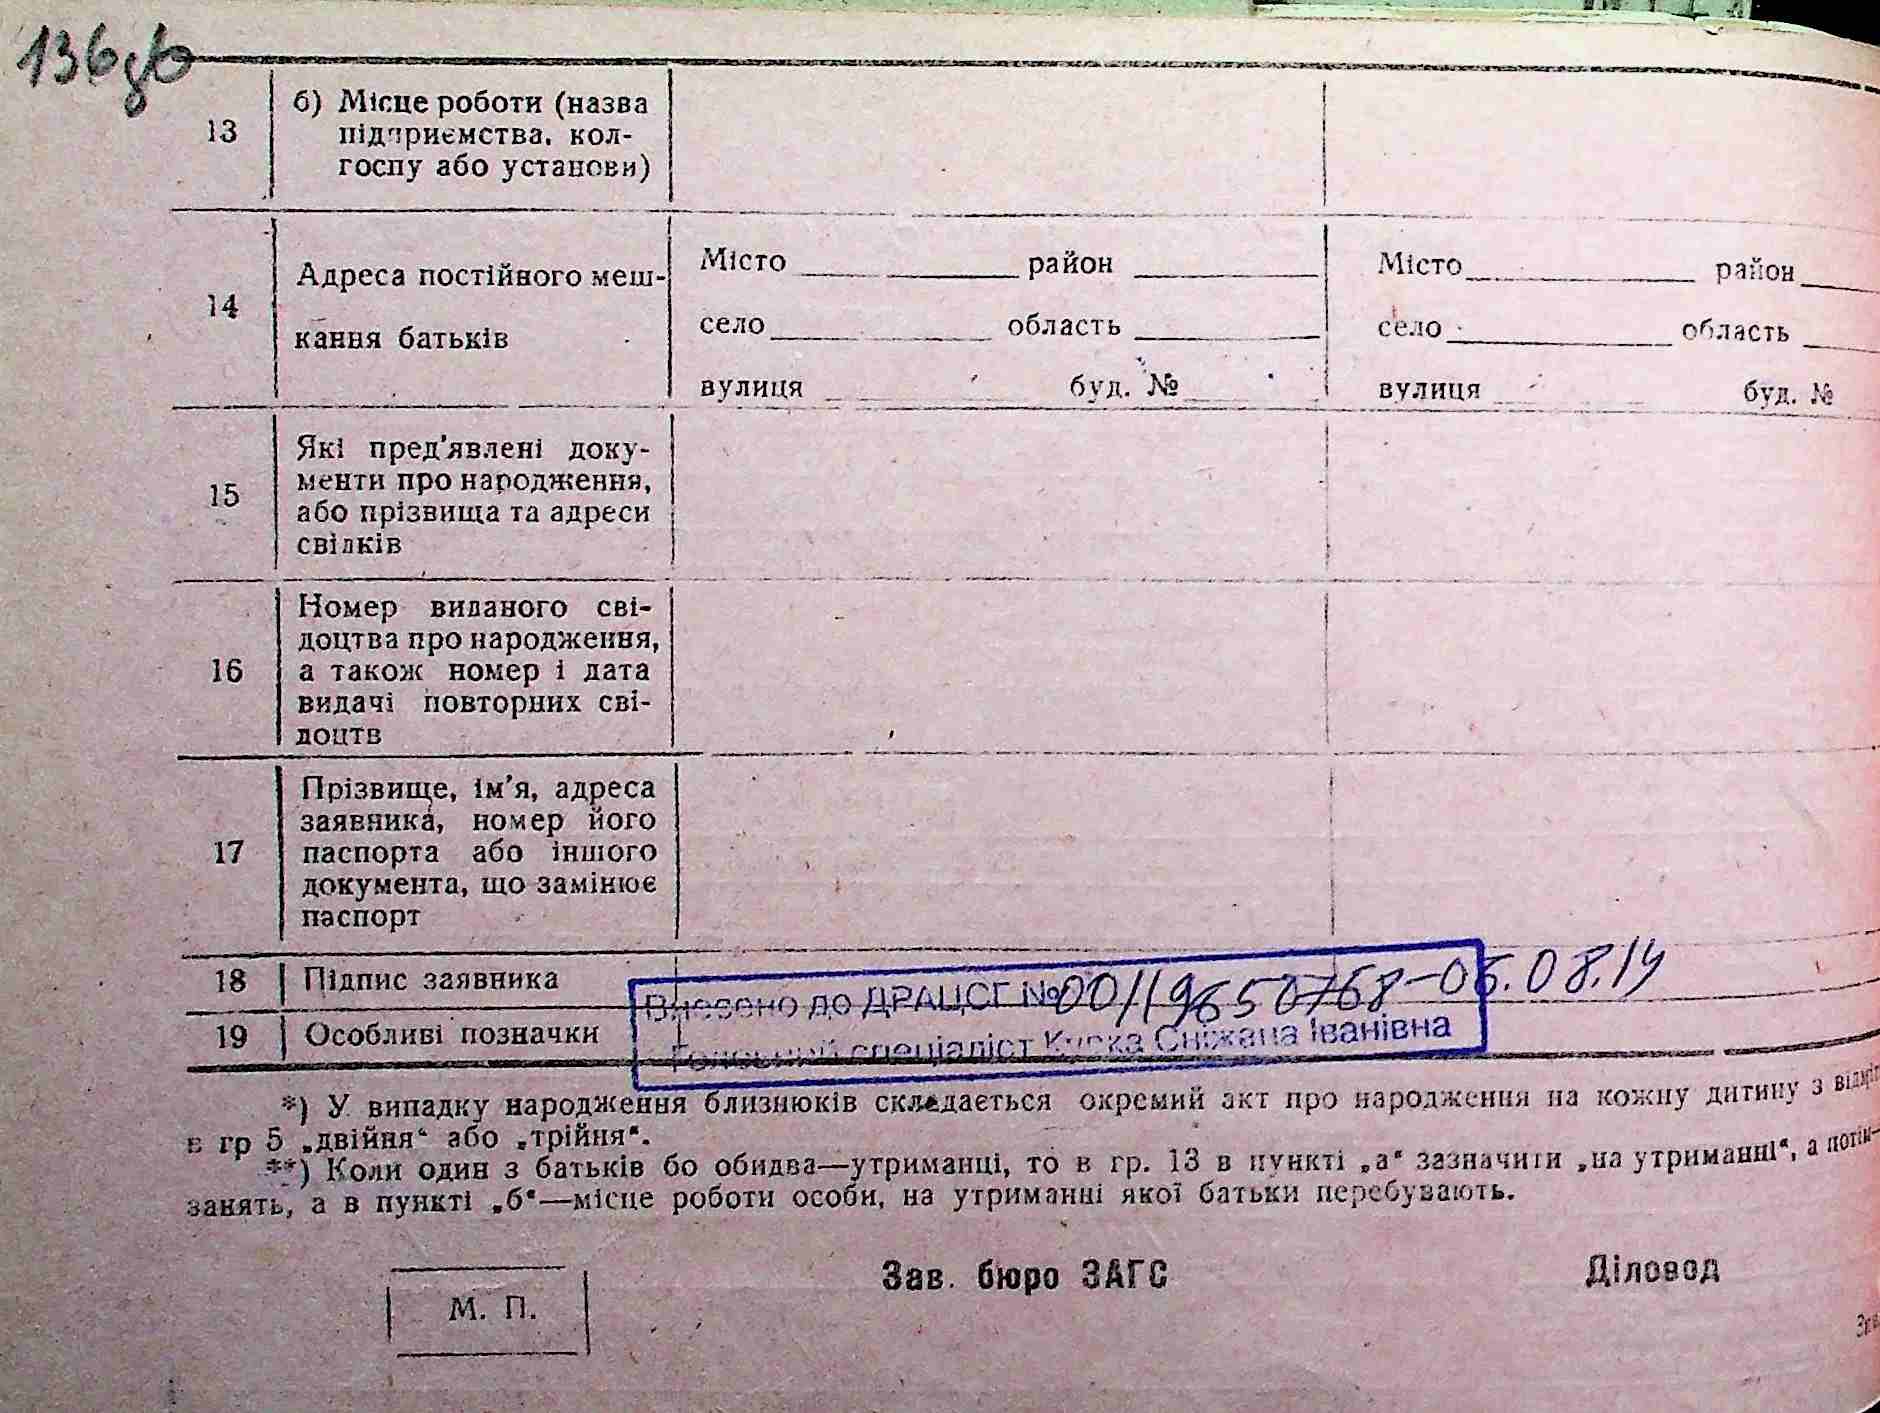 136
13
б) Місце роботи (назва
підприємства, кол-
госпу або установи)
14
Адреса постійного меш-
кання батьків
Місто район
село область
вулиця буд. №
Місто район
село область
вулиця буд. №
15
Які пред'явлені доку-
менти про народження,
або прізвища та адреси
свідків
16
Номер виданого сві-
доцтва про народження,
а також номер і дата
видачі повторних сві-
доцтв
17
Прізвище, ім'я, адреса
заявника, номер його
паспорта або іншого
документа, що замінює
паспорт
18 Підпис заявника
19 Особливі позначки
Внесено до ДРАЦСГ №00119650768-06.08.14
Головний спеціаліст Сніжана Іванівна
*) У випадку народження близнюків складається окремий акт про народження на кожну дитину з
в гр 5 „двійня“ або „трійня“.
**) Коли один з батьків бо обидва—утриманці, то в гр. 13 в пункті „а“ зазначити „на утриманні“, а потім—
занять, а в пункті „б“—місце роботи особи, на утриманні якої батьки перебувають.
М. П.
Зав. бюро ЗАГС
Діловод